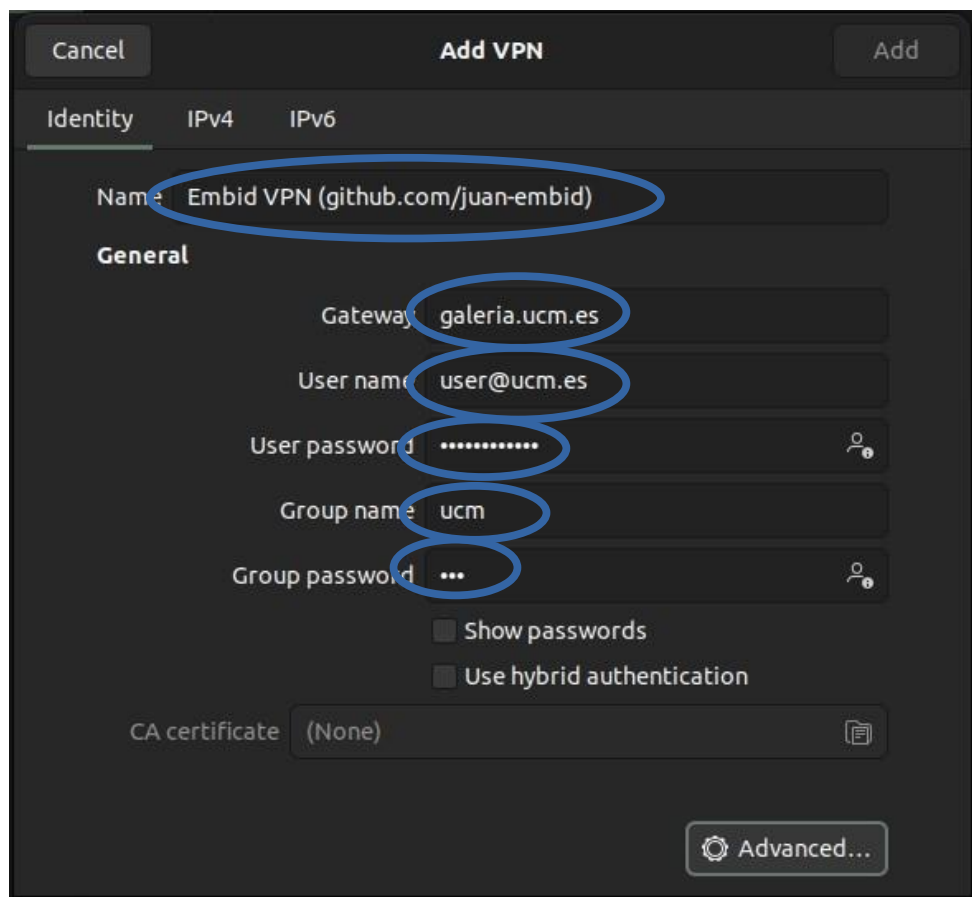 Cancel Add VPN Add
Identity IPv4 IPv6
Name Embid VPN (github.com/juan-embid)
General
Gateway galeria.ucm.es
User name user@ucm.es
User password ••••••••••••
Group name ucm
Group password •••
Show passwords
Use hybrid authentication
CA certificate (None)
Advanced...